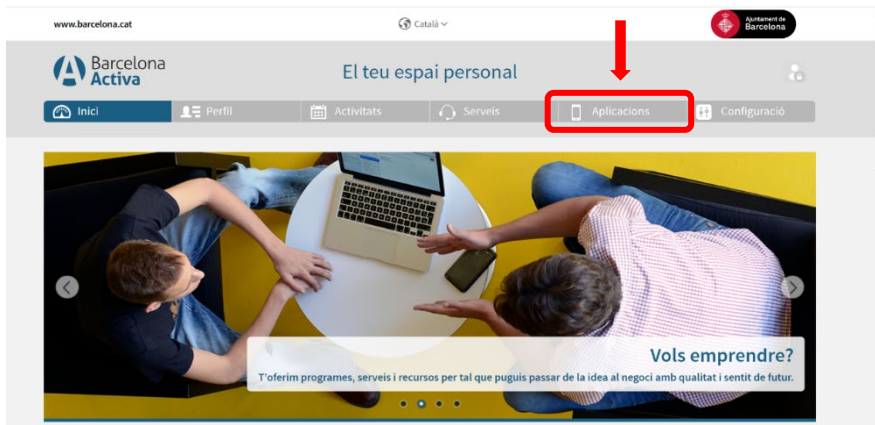 www.barcelona.cat
Català
Ajuntament de
Barcelona
Barcelona
Activa
El teu espai personal
Inici
Perfil
Activitats
Serveis
Aplicacions
Configuració
Vols emprendre?
T'oferim programes, serveis i recursos per tal que puguis passar de la idea al negoci amb qualitat i sentit de futur.